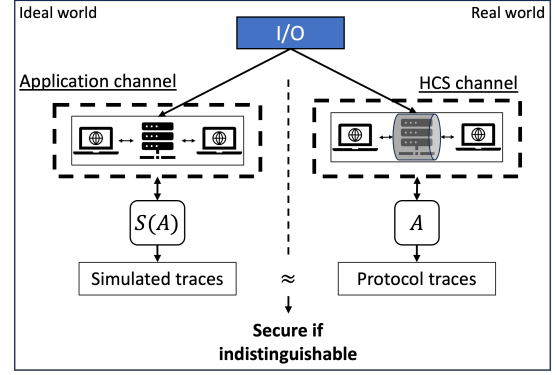 Ideal world
Real world
I/O
Application channel
HCS channel
S(A)
A
Simulated traces
≈
Protocol traces
Secure if
indistinguishable